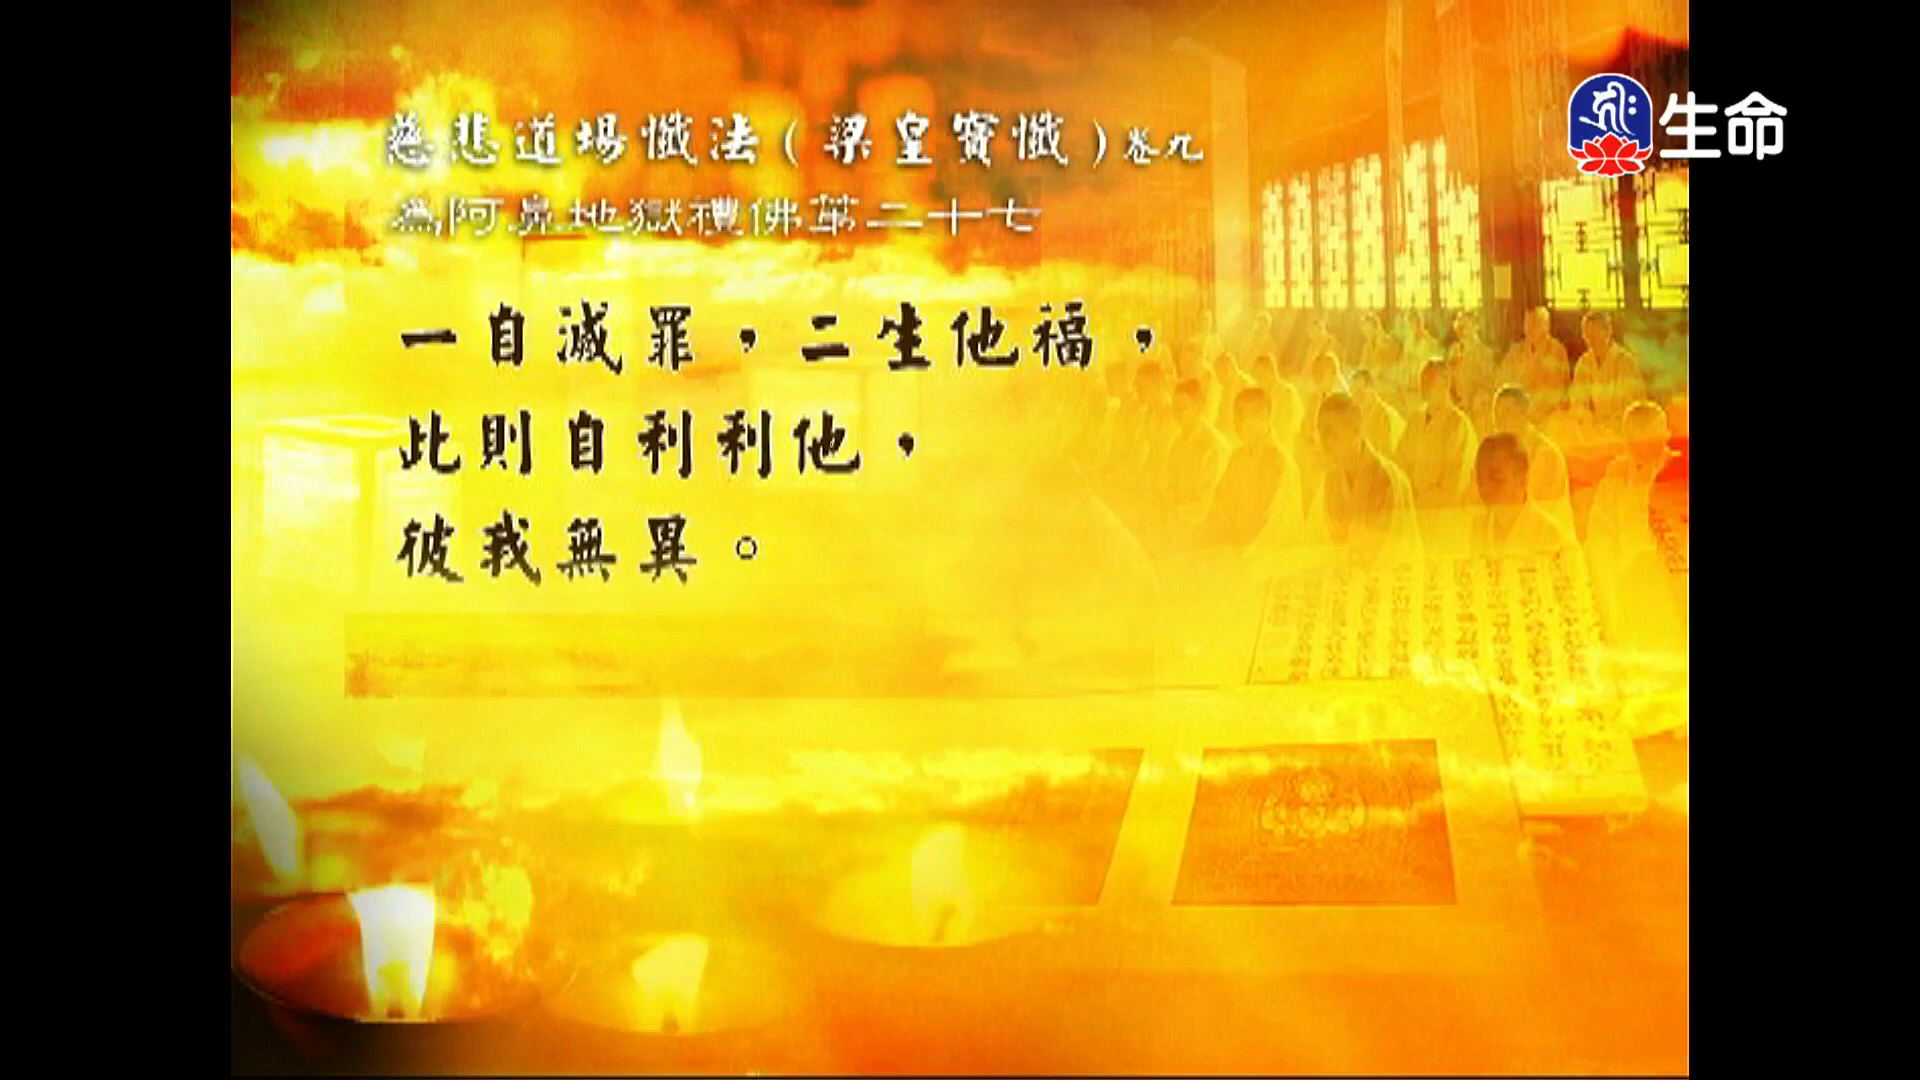 慈悲道場懺法(梁皇寶懺)卷九
為阿鼻地獄禮佛第二十七
生命
一自滅罪，二生他福，
此則自利利他，
彼我無異。